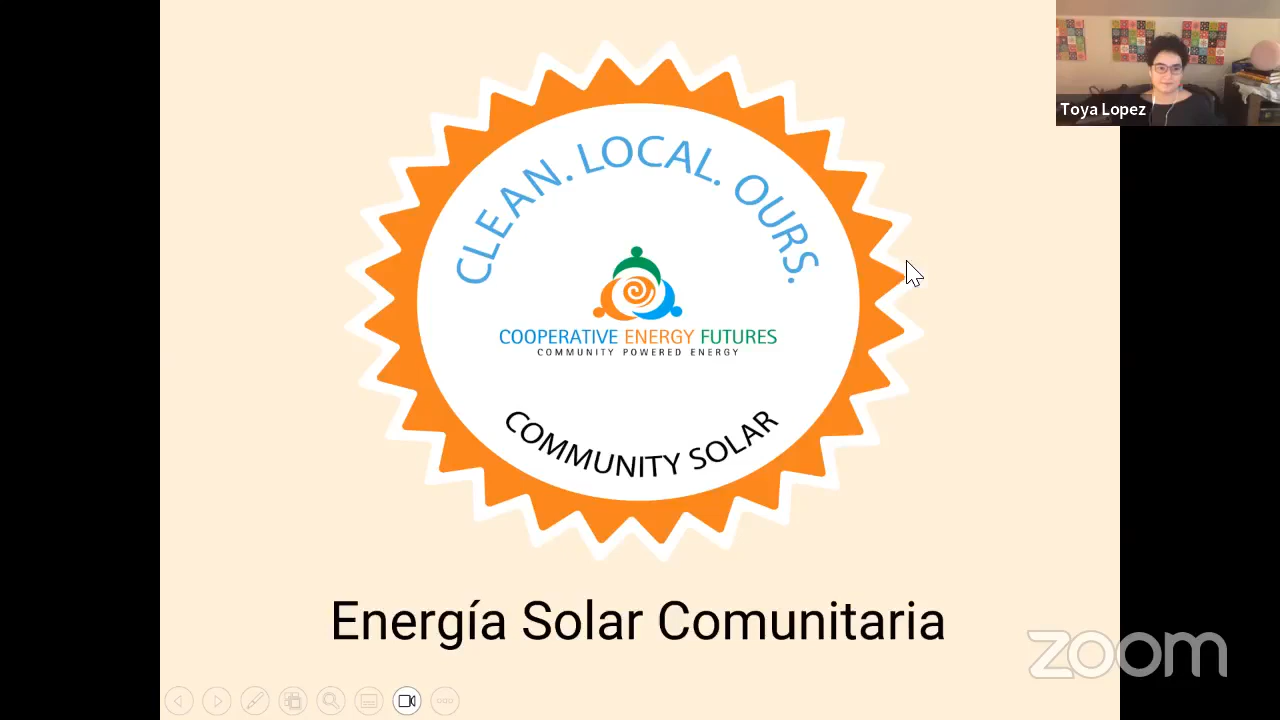 Toya Lopez
CLEAN. LOCAL. OURS.
COOPERATIVE ENERGY FUTURES
COMMUNITY POWERED ENERGY
COMMUNITY SOLAR
Energía Solar Comunitaria
zoom